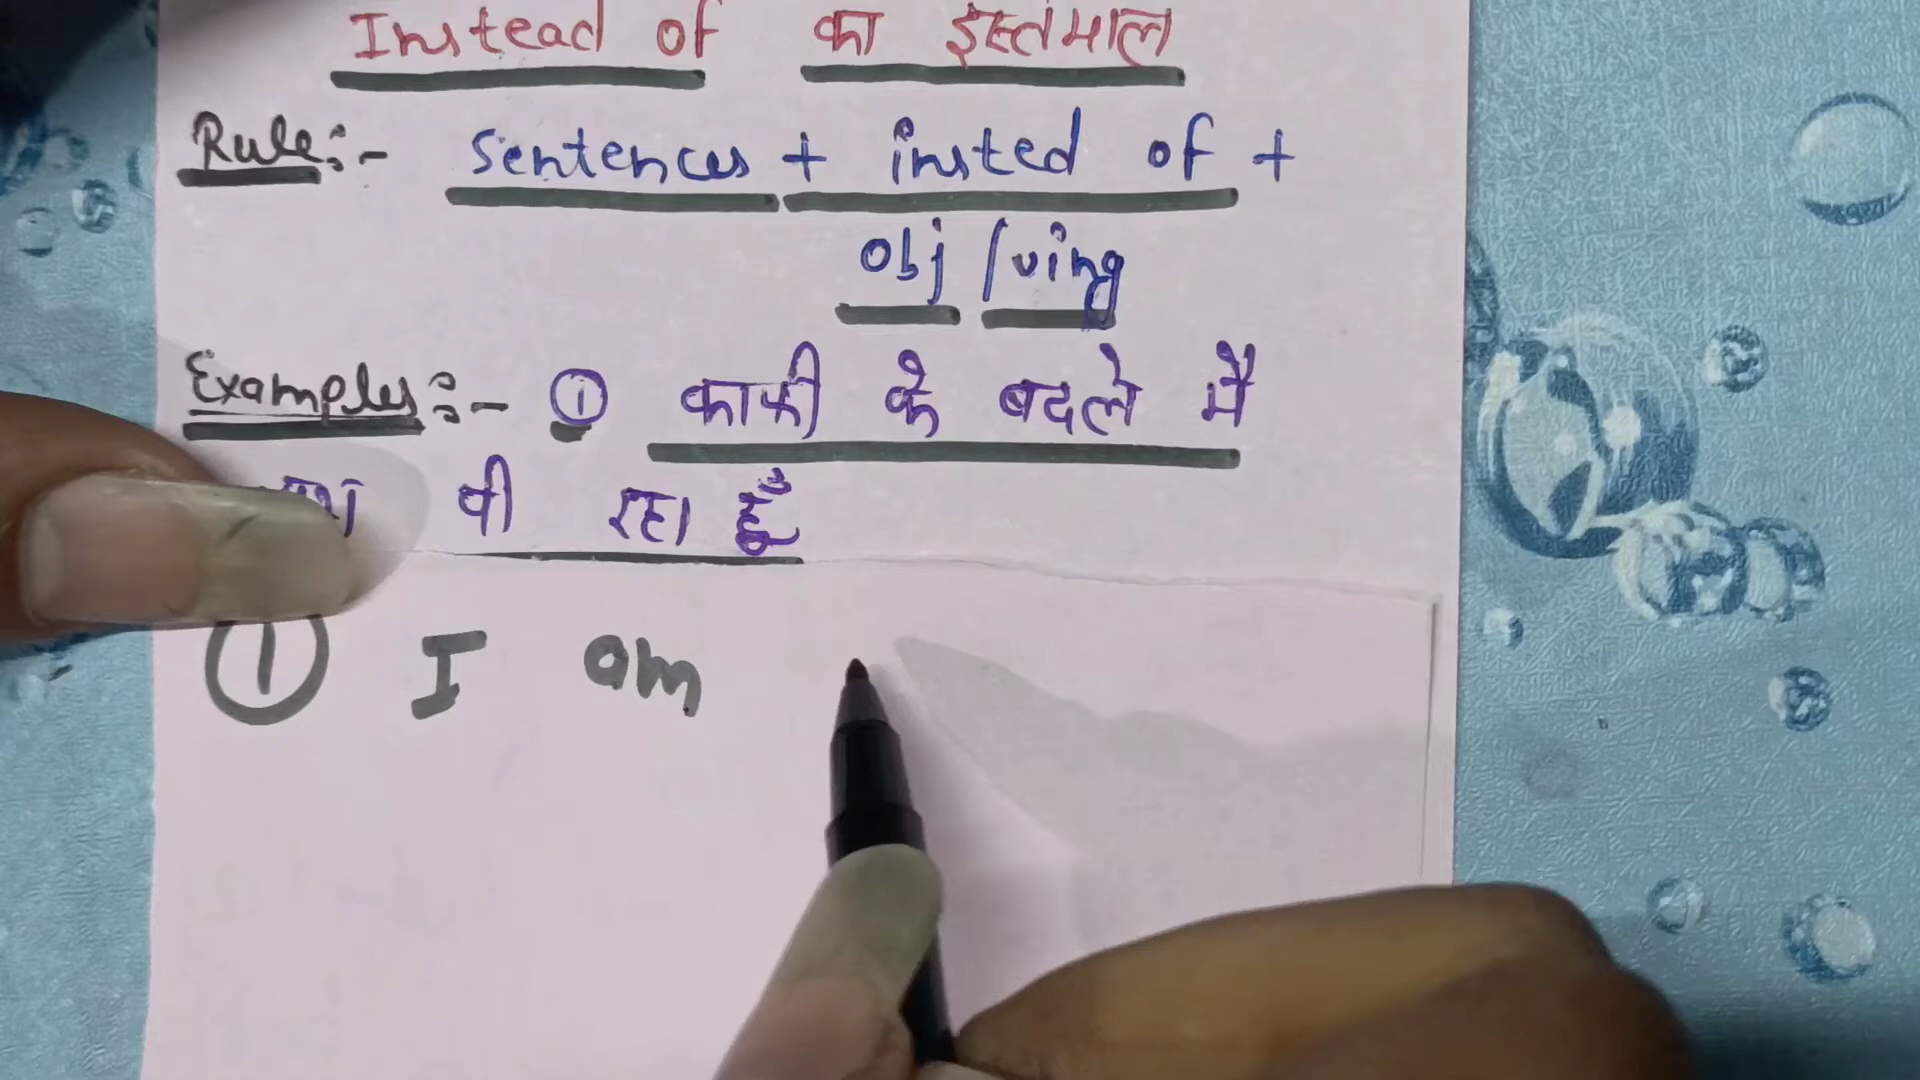 Instead of का इस्तेमाल
Rule:- sentences + insted of +
obj / ving
Examples:- ① काफी के बदले मैं
पी रहा हूँ
① I am